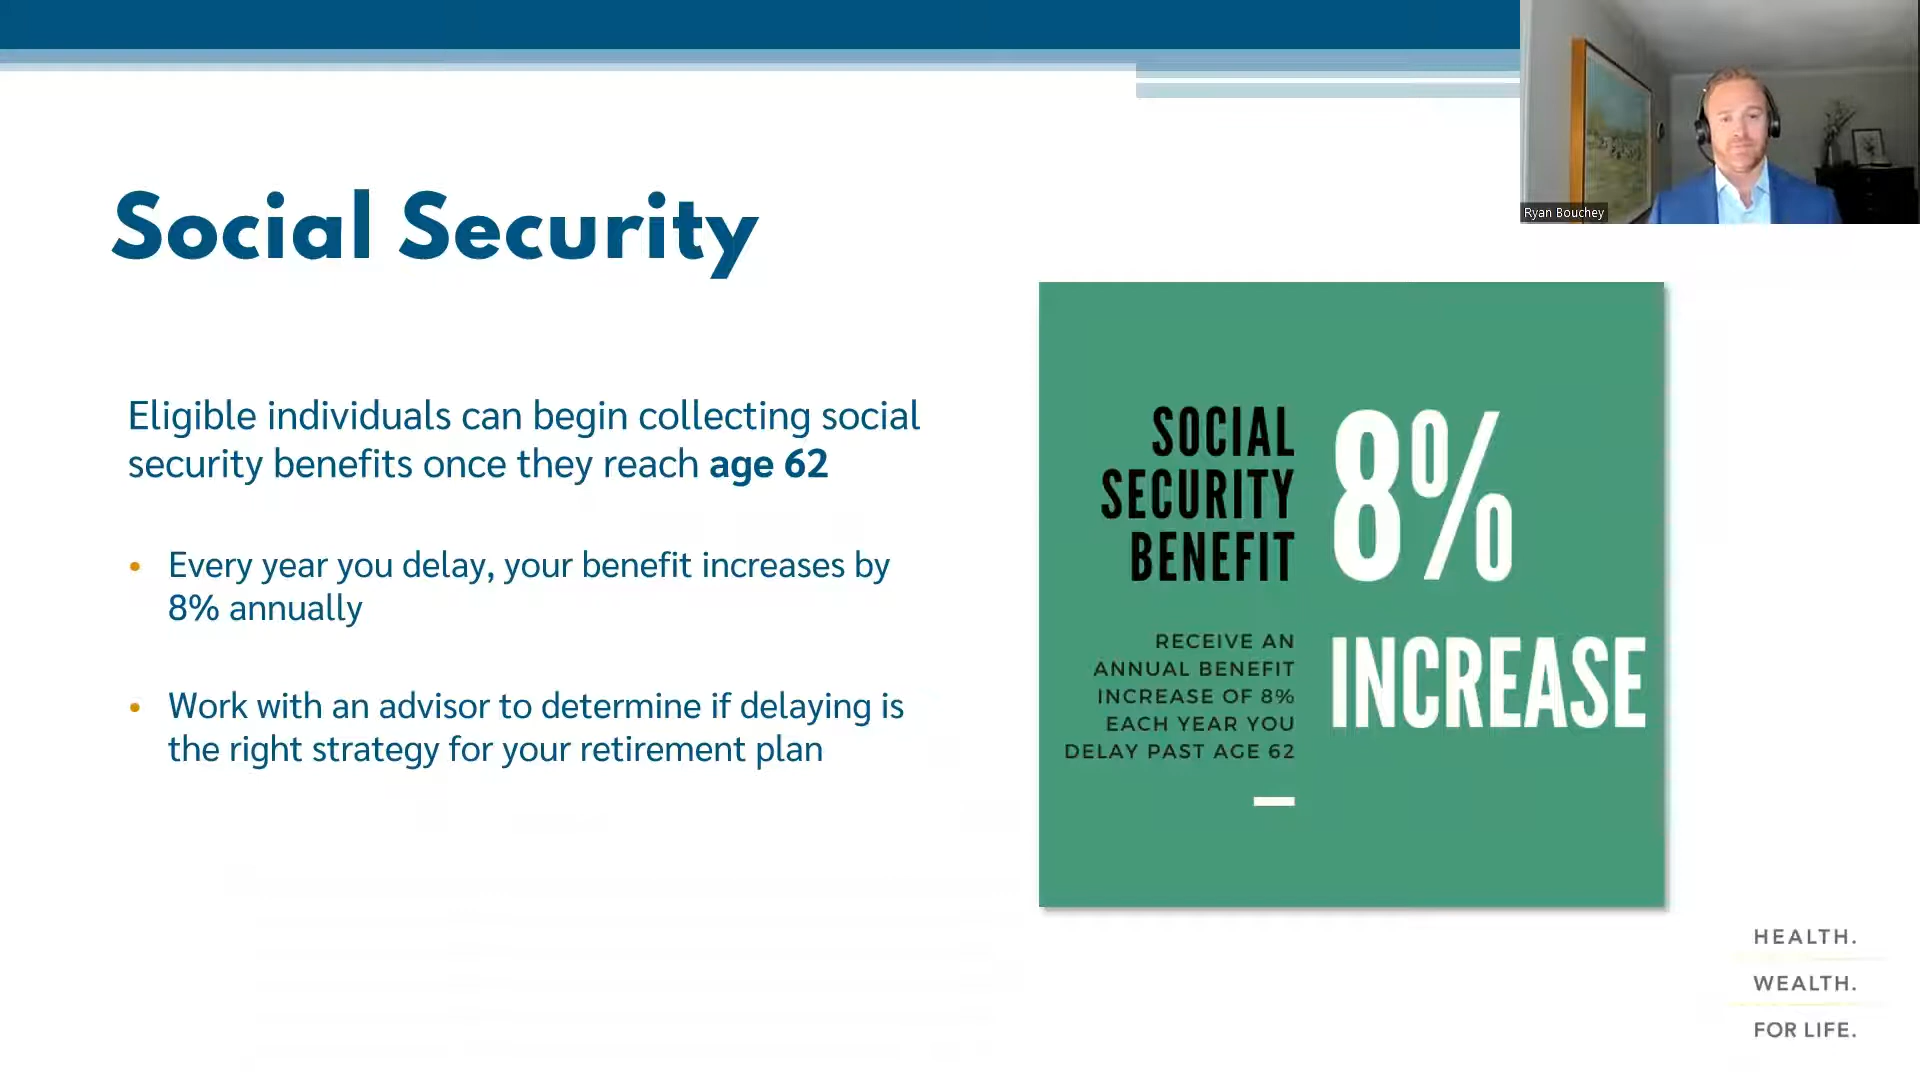 Ryan Bouchey
Social Security
Eligible individuals can begin collecting social
security benefits once they reach age 62
• Every year you delay, your benefit increases by
8% annually
• Work with an advisor to determine if delaying is
the right strategy for your retirement plan
SOCIAL
SECURITY
BENEFIT
8%
INCREASE
RECEIVE AN
ANNUAL BENEFIT
INCREASE OF 8%
EACH YEAR YOU
DELAY PAST AGE 62
HEALTH.
WEALTH.
FOR LIFE.